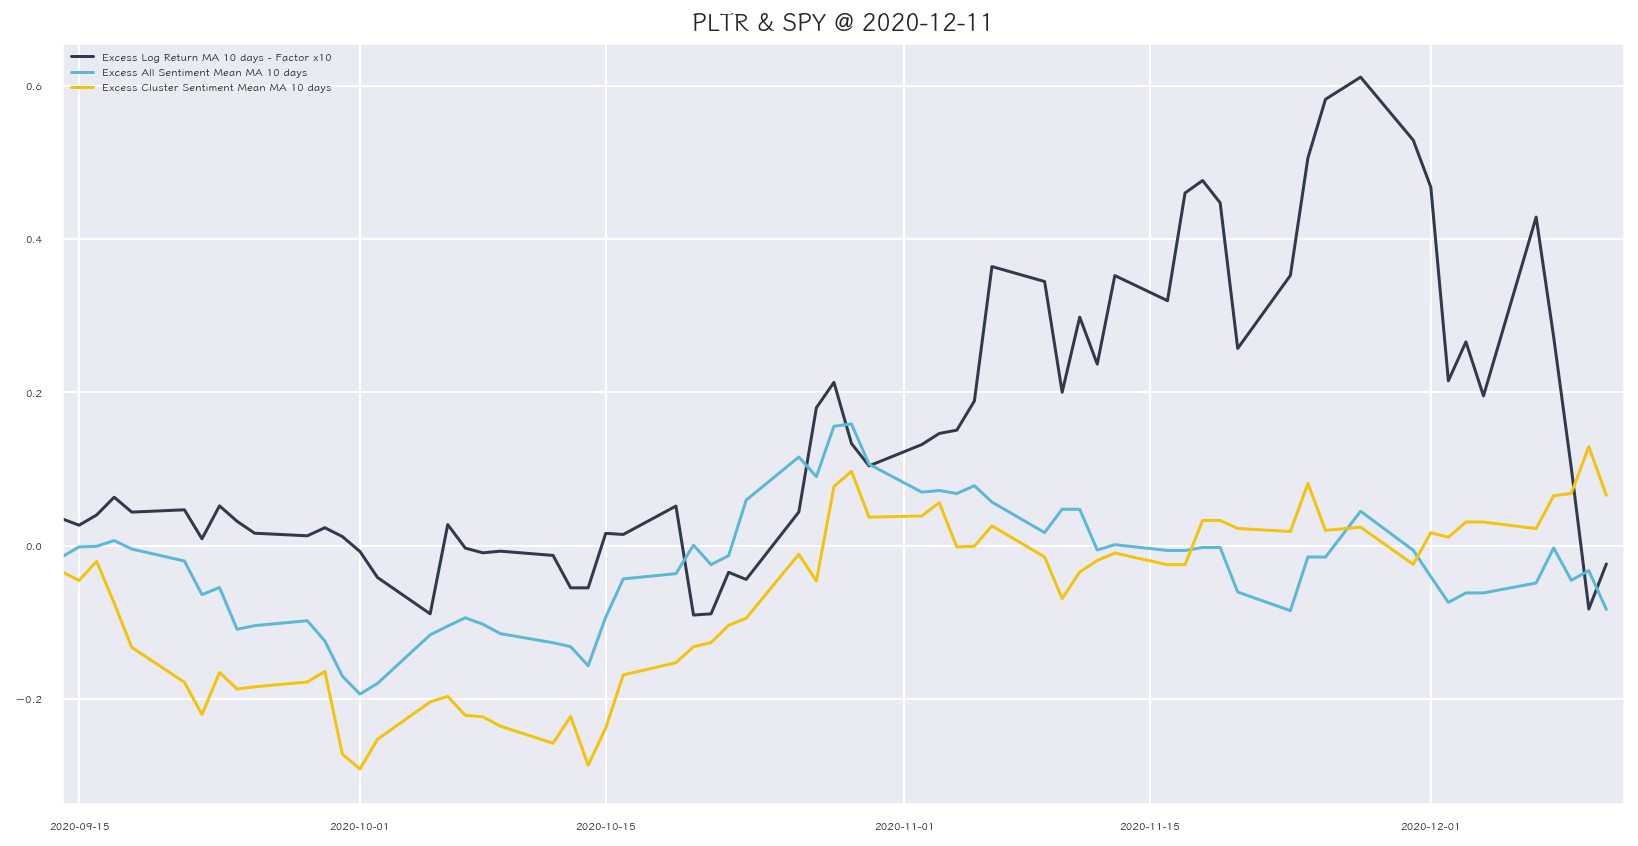 PLTR & SPY @ 2020-12-11
Excess Log Return MA 10 days - Factor x10
Excess All Sentiment Mean MA 10 days
Excess Cluster Sentiment Mean MA 10 days
0.6
0.4
0.2
0.0
−0.2
2020-09-15 2020-10-01 2020-10-15 2020-11-01 2020-11-15 2020-12-01